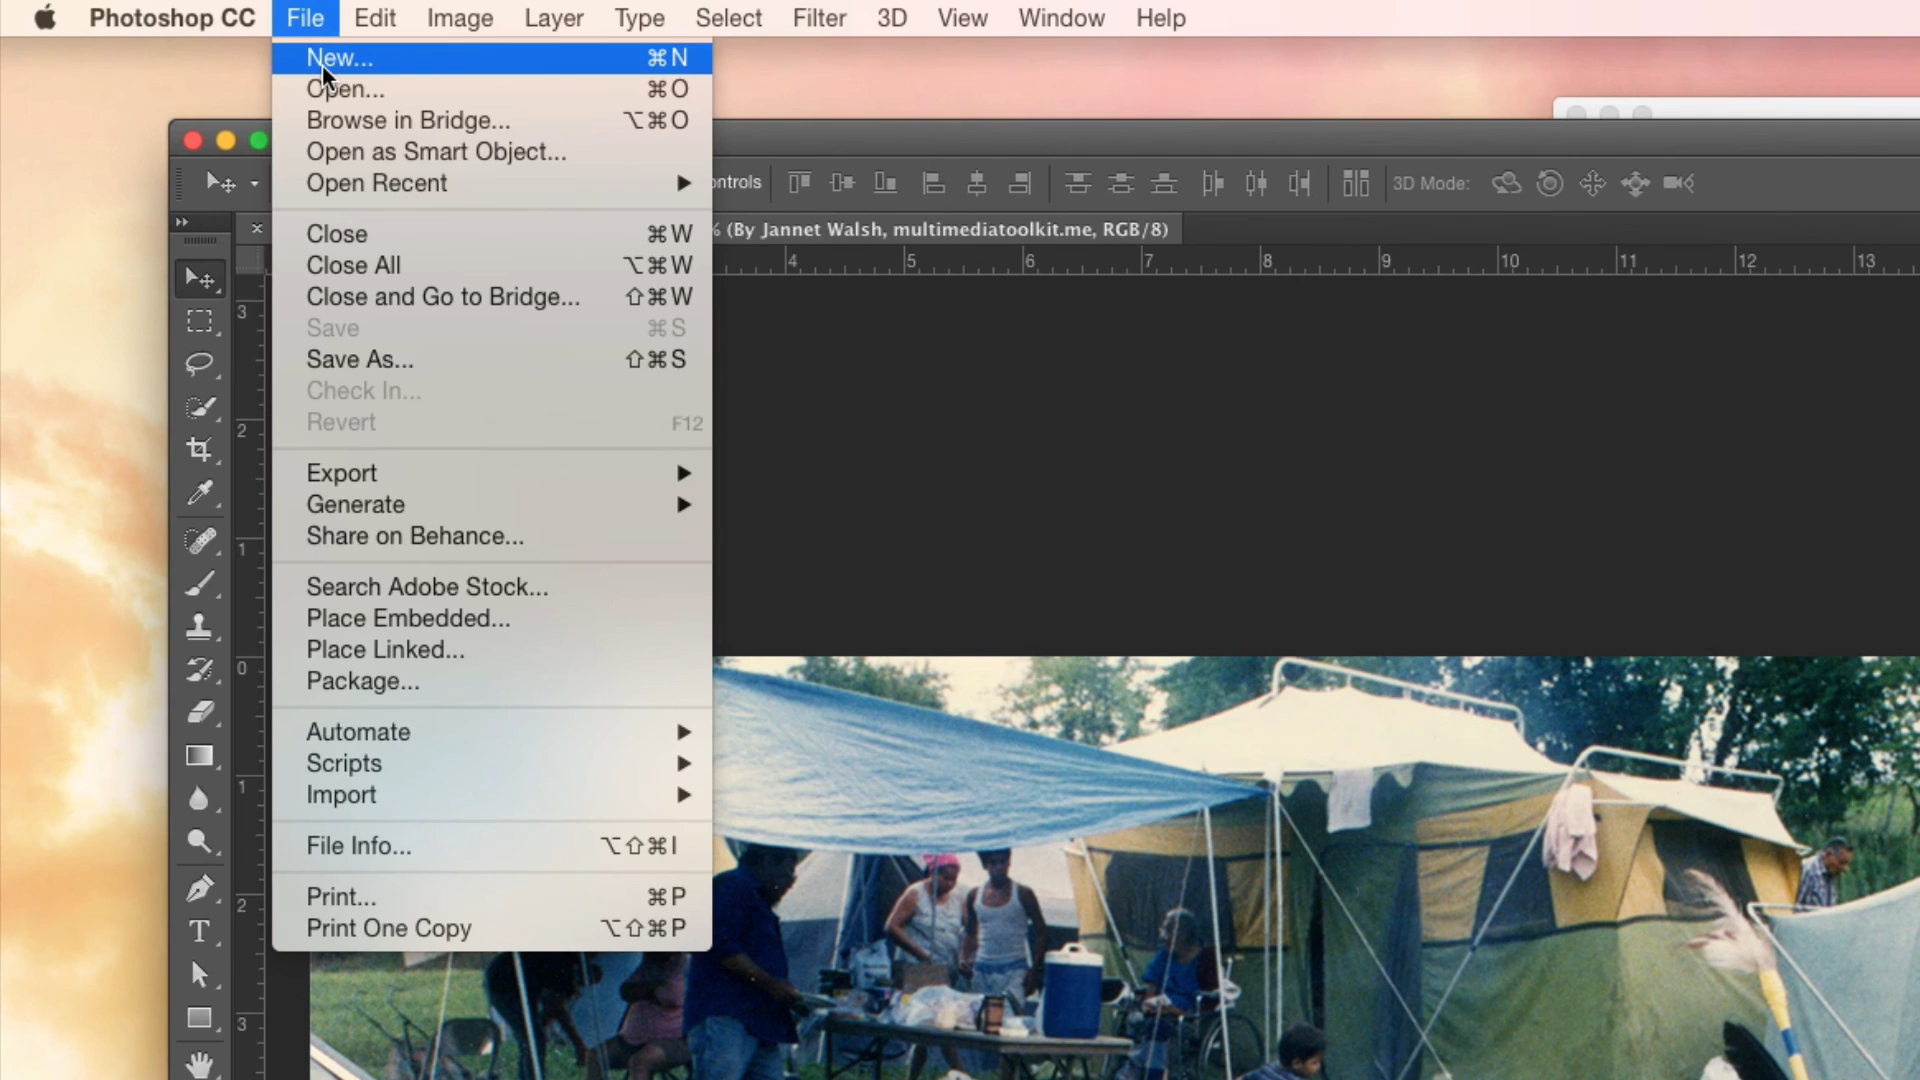 Photoshop CC File Edit Image Layer Type Select Filter 3D View Window Help
New... ⌘N
Open... ⌘O
Browse in Bridge... ⌥⌘O
Open as Smart Object...
Open Recent ▶
ontrols 3D Mode:
Close ⌘W
% (By Jannet Walsh, multimediatoolkit.me, RGB/8)
4 5 6 7 8 9 10 11 12 13
Close All ⌥⌘W
Close and Go to Bridge... ⇧⌘W
Save ⌘S
Save As... ⇧⌘S
Check In...
Revert F12
Export ▶
Generate ▶
Share on Behance...
Search Adobe Stock...
Place Embedded...
Place Linked...
Package...
Automate ▶
Scripts ▶
Import ▶
File Info... ⌥⇧⌘I
Print... ⌘P
Print One Copy ⌥⇧⌘P
3
2
1
0
1
2
3